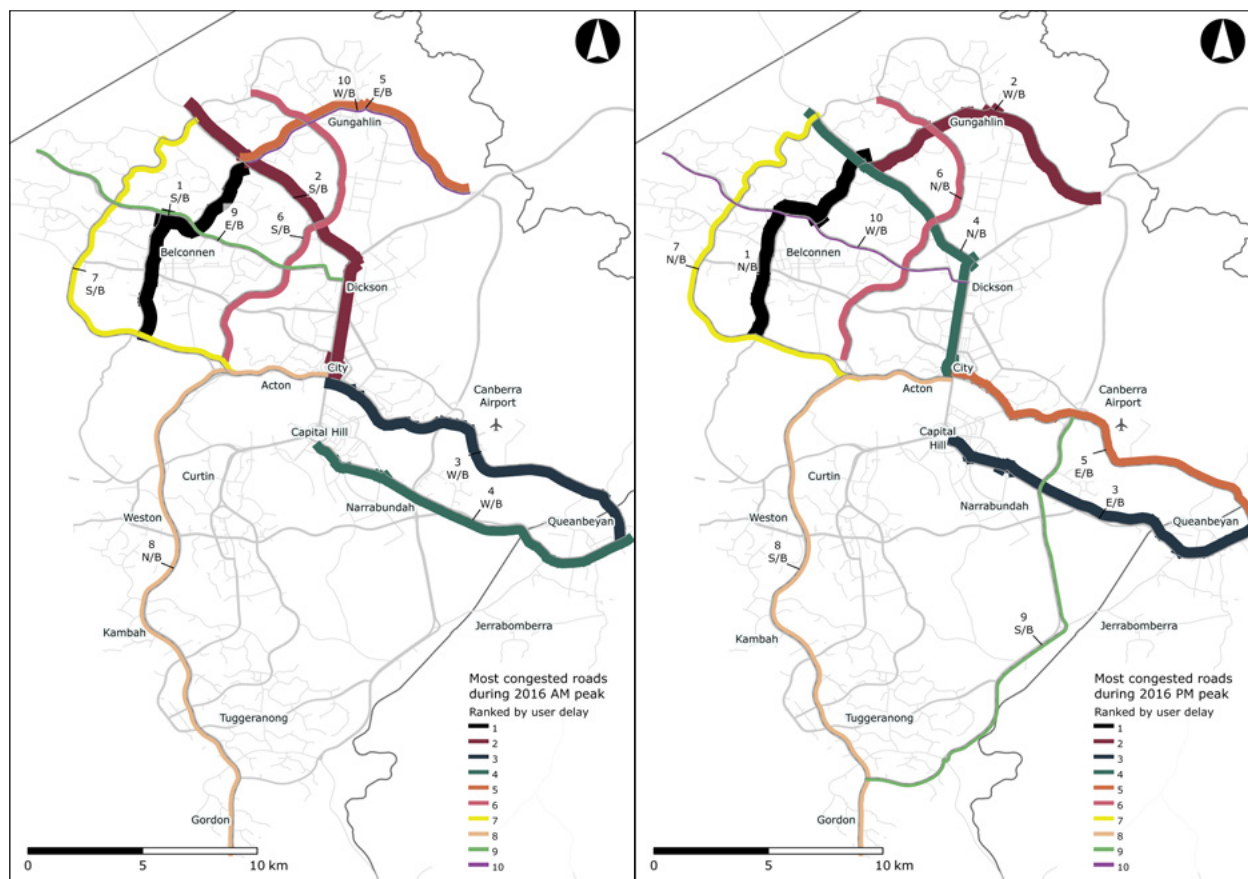 10
W/B
5
E/B
Gungahlin
2
S/B
1
S/B
9
E/B
6
S/B
Belconnen
7
S/B
Dickson
City
Acton
Canberra
Airport
Capital Hill
3
W/B
Curtin
4
W/B
Narrabundah
Weston
Queanbeyan
8
N/B
Kambah
Jerrabomberra
Most congested roads
during 2016 AM peak
Ranked by user delay
1
2
3
4
5
6
7
8
9
10
Tuggeranong
Gordon
0
5
10 km
2
W/B
Gungahlin
6
N/B
10
W/B
4
N/B
7
N/B
Belconnen
1
N/B
Dickson
City
Acton
Canberra
Airport
Capital
Hill
5
E/B
Curtin
3
E/B
Narrabundah
Weston
Queanbeyan
8
S/B
Kambah
9
S/B
Jerrabomberra
Most congested roads
during 2016 PM peak
Ranked by user delay
1
2
3
4
5
6
7
8
9
10
Tuggeranong
Gordon
0
5
10 km